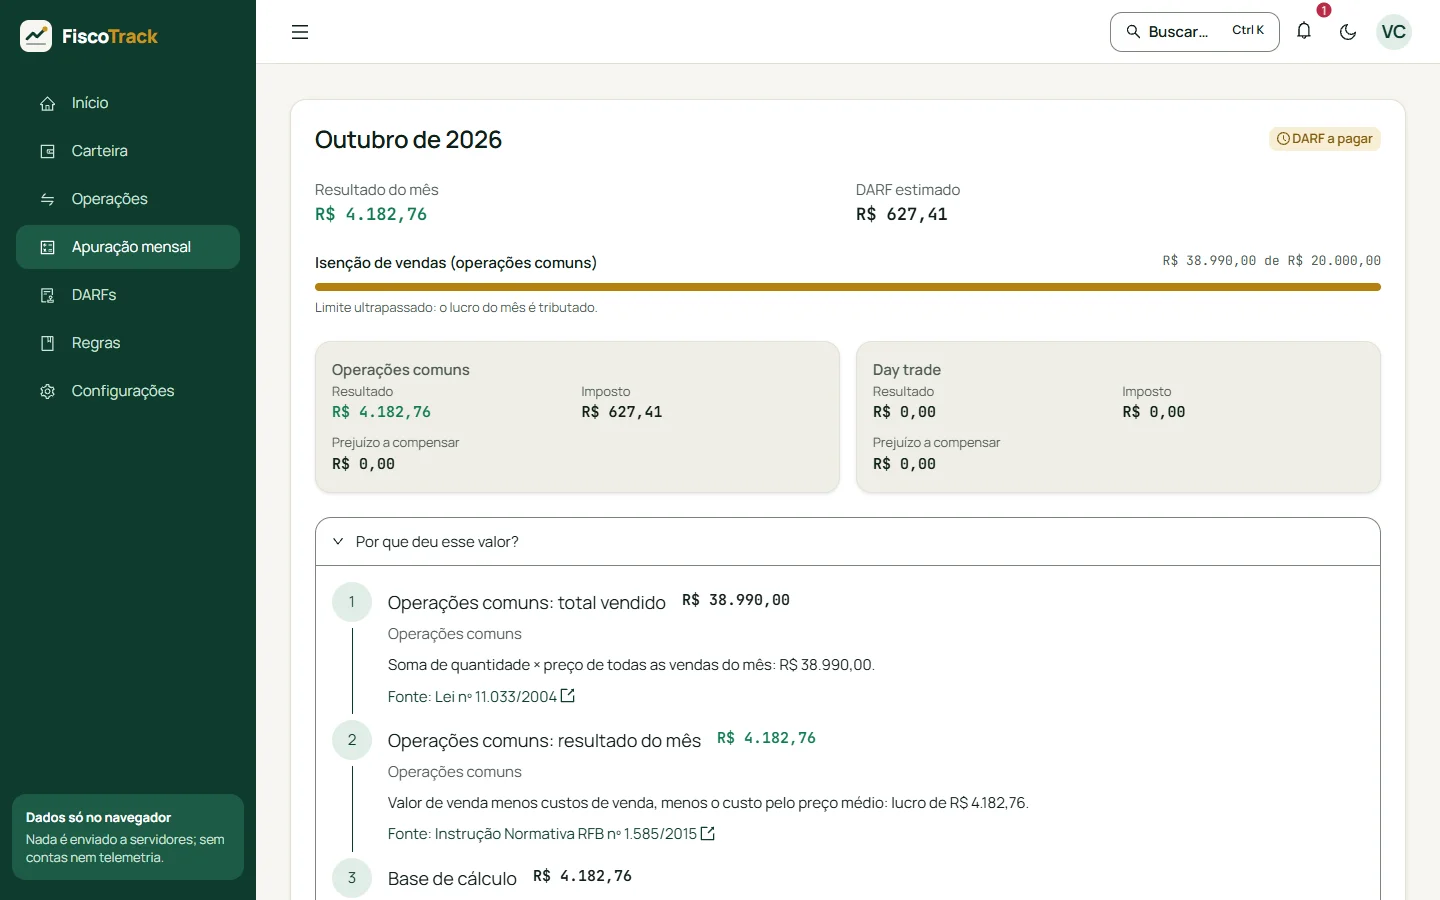 FiscoTrack
Buscar...
Ctrl K
1
VC
Início
Carteira
Operações
Apuração mensal
DARFs
Regras
Configurações
Dados só no navegador
Nada é enviado a servidores; sem
contas nem telemetria.
Outubro de 2026
DARF a pagar
Resultado do mês
R$ 4.182,76
DARF estimado
R$ 627,41
Isenção de vendas (operações comuns)
R$ 38.990,00 de R$ 20.000,00
Limite ultrapassado: o lucro do mês é tributado.
Operações comuns
Resultado
R$ 4.182,76
Imposto
R$ 627,41
Prejuízo a compensar
R$ 0,00
Day trade
Resultado
R$ 0,00
Imposto
R$ 0,00
Prejuízo a compensar
R$ 0,00
Por que deu esse valor?
1
Operações comuns: total vendido
R$ 38.990,00
Operações comuns
Soma de quantidade × preço de todas as vendas do mês: R$ 38.990,00.
Fonte: Lei nº 11.033/2004
2
Operações comuns: resultado do mês
R$ 4.182,76
Operações comuns
Valor de venda menos custos de venda, menos o custo pelo preço médio: lucro de R$ 4.182,76.
Fonte: Instrução Normativa RFB nº 1.585/2015
3
Base de cálculo
R$ 4.182,76